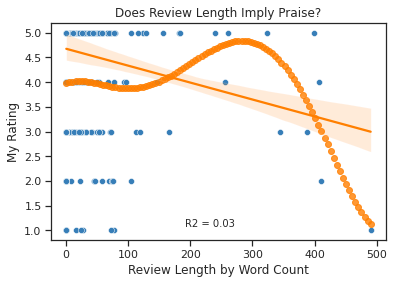 Does Review Length Imply Praise?
5.0
4.5
4.0
3.5
3.0
2.5
2.0
1.5
1.0
My Rating
R2 = 0.03
0 100 200 300 400 500
Review Length by Word Count